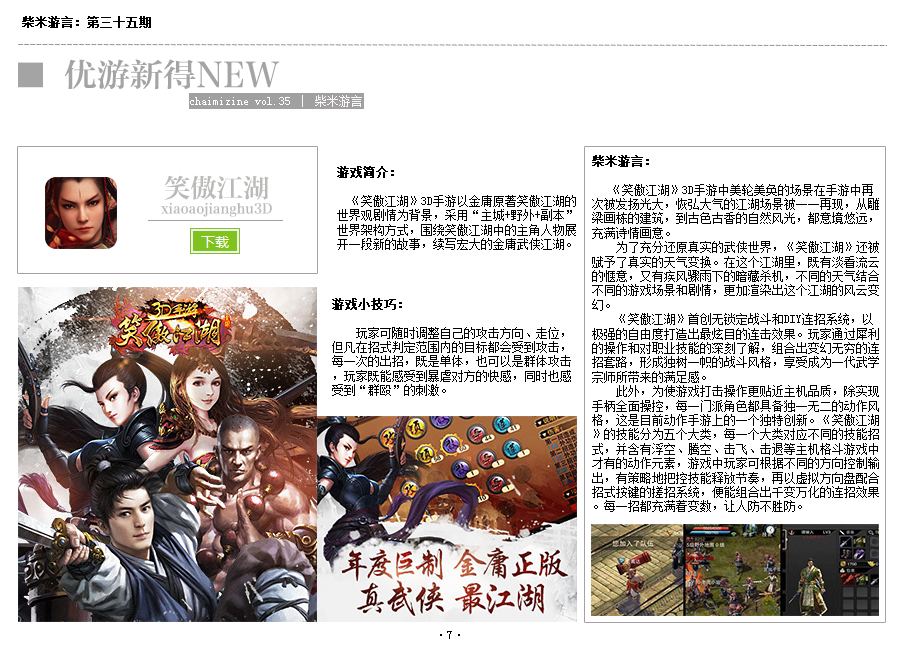 柴米游言：第三十五期
优游新得NEW
chaimizine vol.35 | 柴米游言
笑傲江湖
xiaoaojianghu3D
下载
3D手游
笑傲江湖
游戏简介：
《笑傲江湖》3D手游以金庸原著笑傲江湖的
世界观剧情为背景，采用“主城+野外+副本”
世界架构方式，围绕笑傲江湖中的主角人物展
开一段新的故事，续写宏大的金庸武侠江湖。
游戏小技巧：
玩家可随时调整自己的攻击方向、走位，
但凡在招式判定范围内的目标都会受到攻击，
每一次的出招，既是单体，也可以是群体攻击
，玩家既能感受到暴虐对方的快感，同时也感
受到“群殴”的刺激。
年度巨制 金庸正版
真武侠 最江湖
柴米游言：
《笑傲江湖》3D手游中美轮美奂的场景在手游中再
次被发扬光大，恢弘大气的江湖场景被一一再现，从雕
梁画栋的建筑，到古色古香的自然风光，都意境悠远，
充满诗情画意。
为了充分还原真实的武侠世界，《笑傲江湖》还被
赋予了真实的天气变换。在这个江湖里，既有淡看流云
的惬意，又有疾风骤雨下的暗藏杀机，不同的天气结合
不同的游戏场景和剧情，更加渲染出这个江湖的风云变
幻。
《笑傲江湖》首创无锁定战斗和DIY连招系统，以
极强的自由度打造出最炫目的连击效果。玩家通过犀利
的操作和对职业技能的深刻了解，组合出变幻无穷的连
招套路，形成独树一帜的战斗风格，享受成为一代武学
宗师所带来的满足感。
此外，为使游戏打击操作更贴近主机品质，除实现
手柄全面操控，每一门派角色都具备独一无二的动作风
格，这是目前动作手游上的一个独特创新。《笑傲江湖
》的技能分为五个大类，每一个大类对应不同的技能招
式，并含有浮空、腾空、击飞、击退等主机格斗游戏中
才有的动作元素，游戏中玩家可根据不同的方向控制输
出，有策略地把控技能释放节奏，再以虚拟方向盘配合
招式按键的搓招系统，便能组合出千变万化的连招效果
。每一招都充满着变数，让人防不胜防。
您加入了队伍
·7·